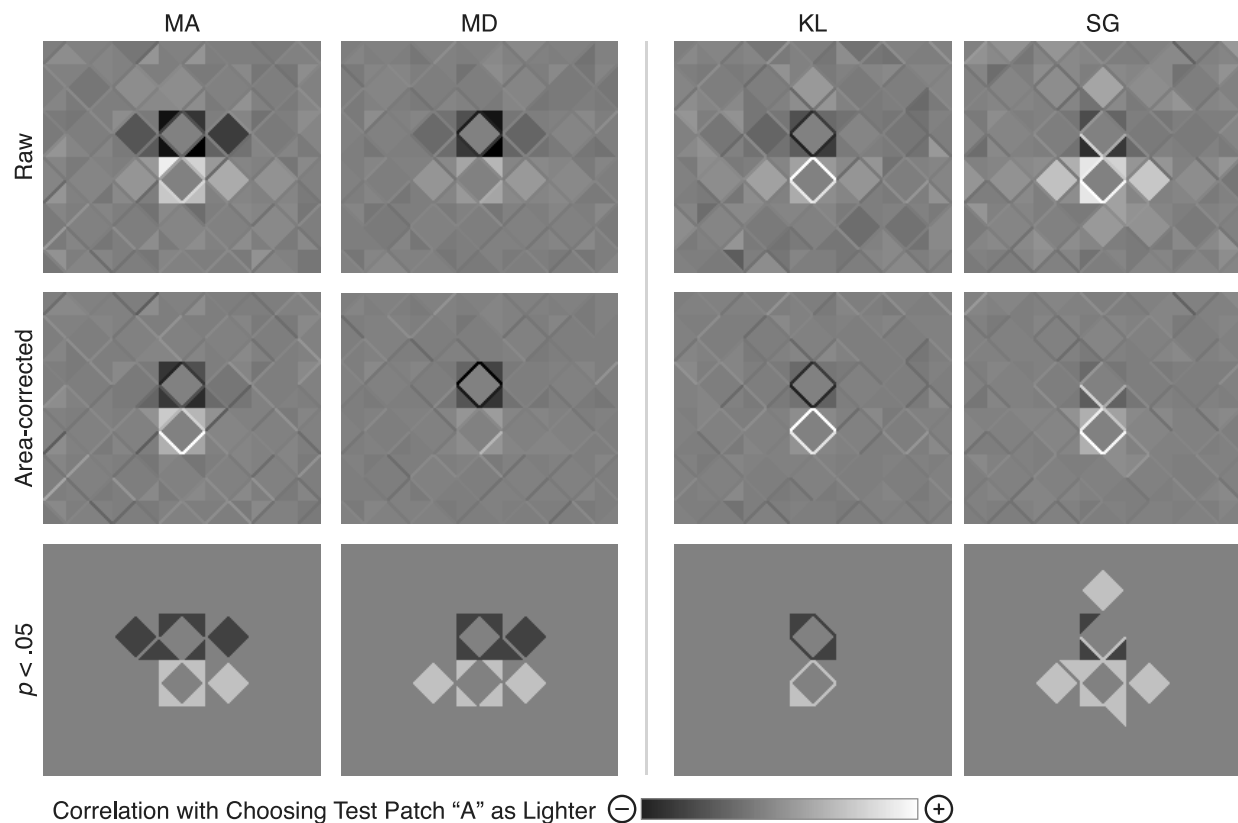 MA MD KL SG
Raw
Area-corrected
p < .05
Correlation with Choosing Test Patch “A” as Lighter − +